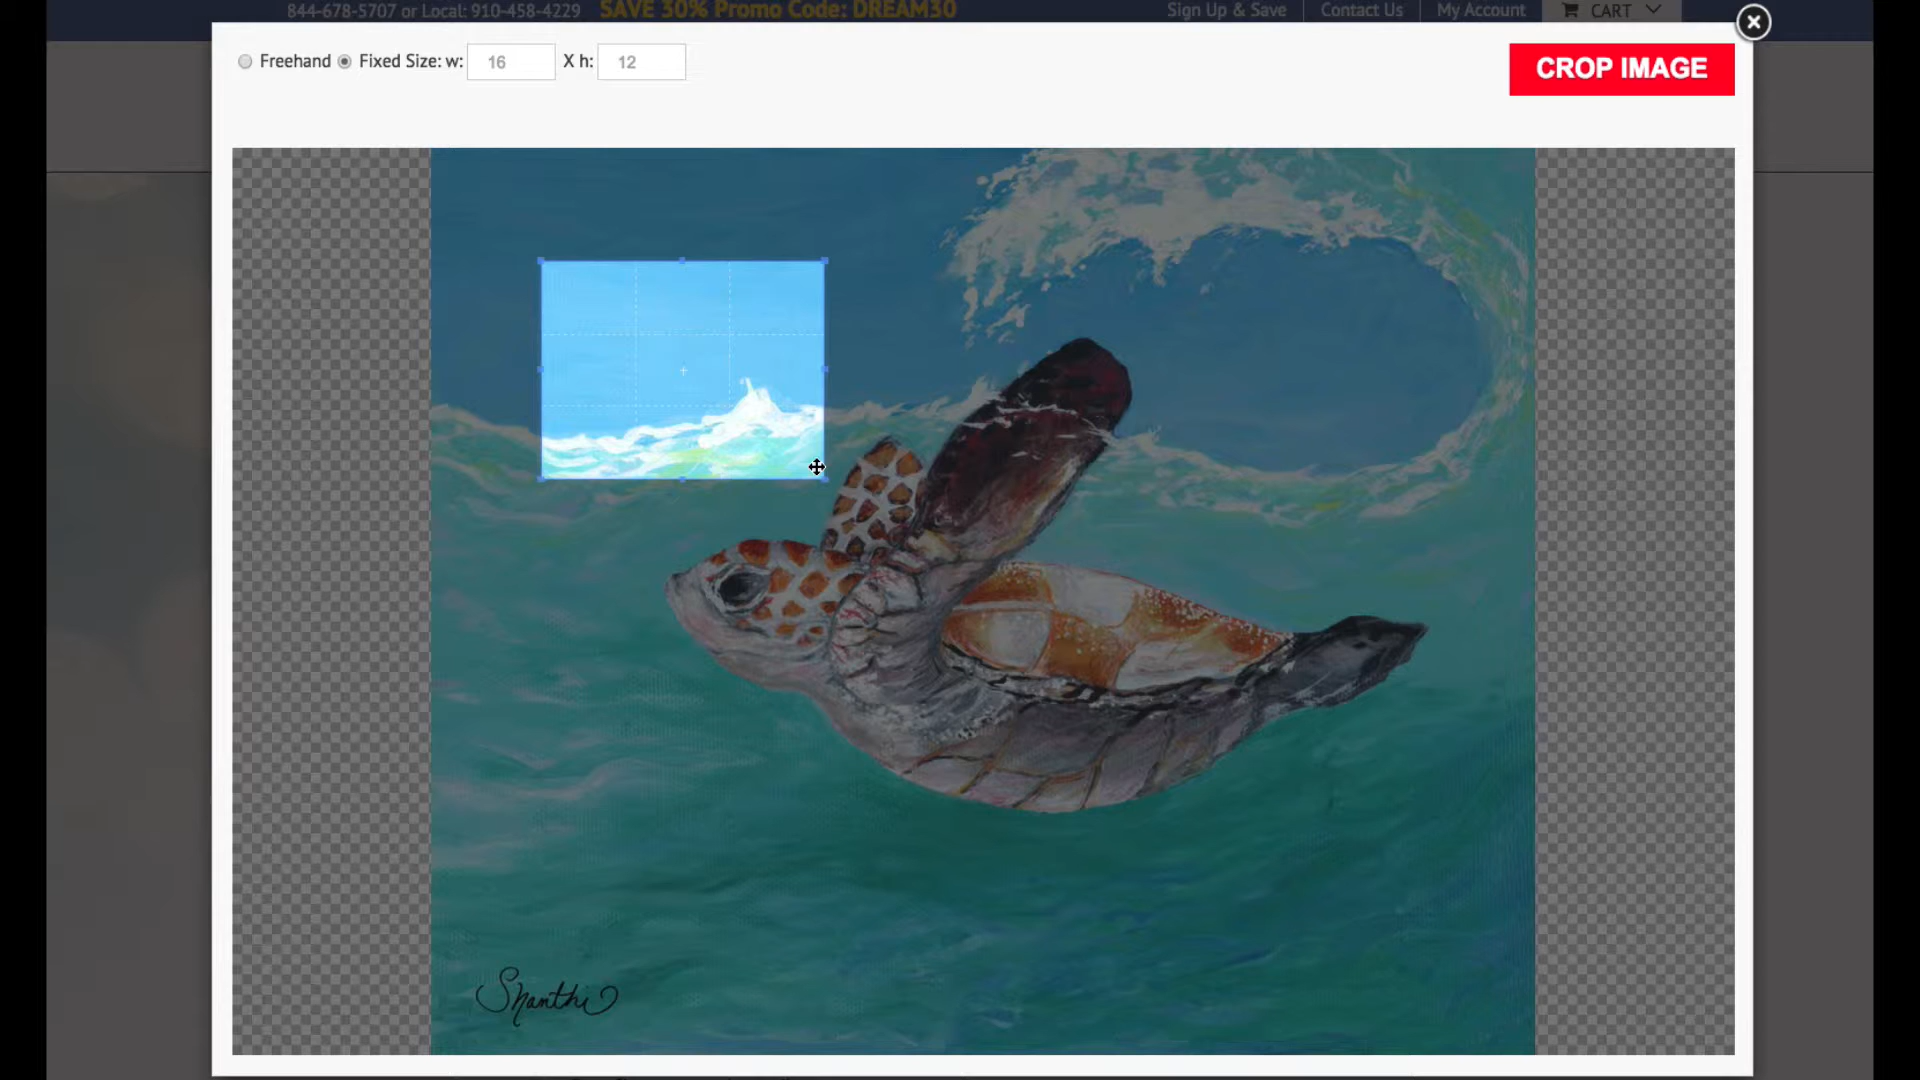 844-678-5707 or Local: 910-458-4229 SAVE 30% Promo Code: DREAM30 Sign Up & Save Contact Us My Account CART
Freehand Fixed Size: w: 16 X h: 12
CROP IMAGE
Shanthi